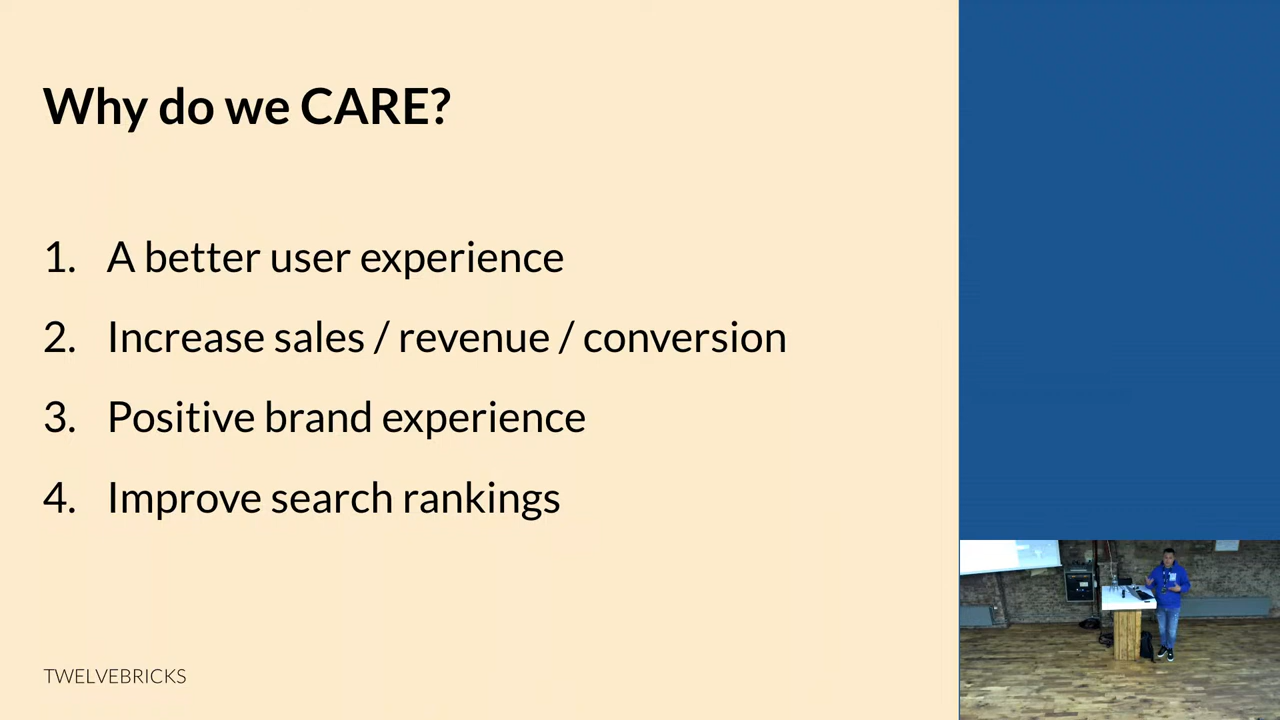 Why do we CARE?
1. A better user experience
2. Increase sales / revenue / conversion
3. Positive brand experience
4. Improve search rankings
TWELVEBRICKS